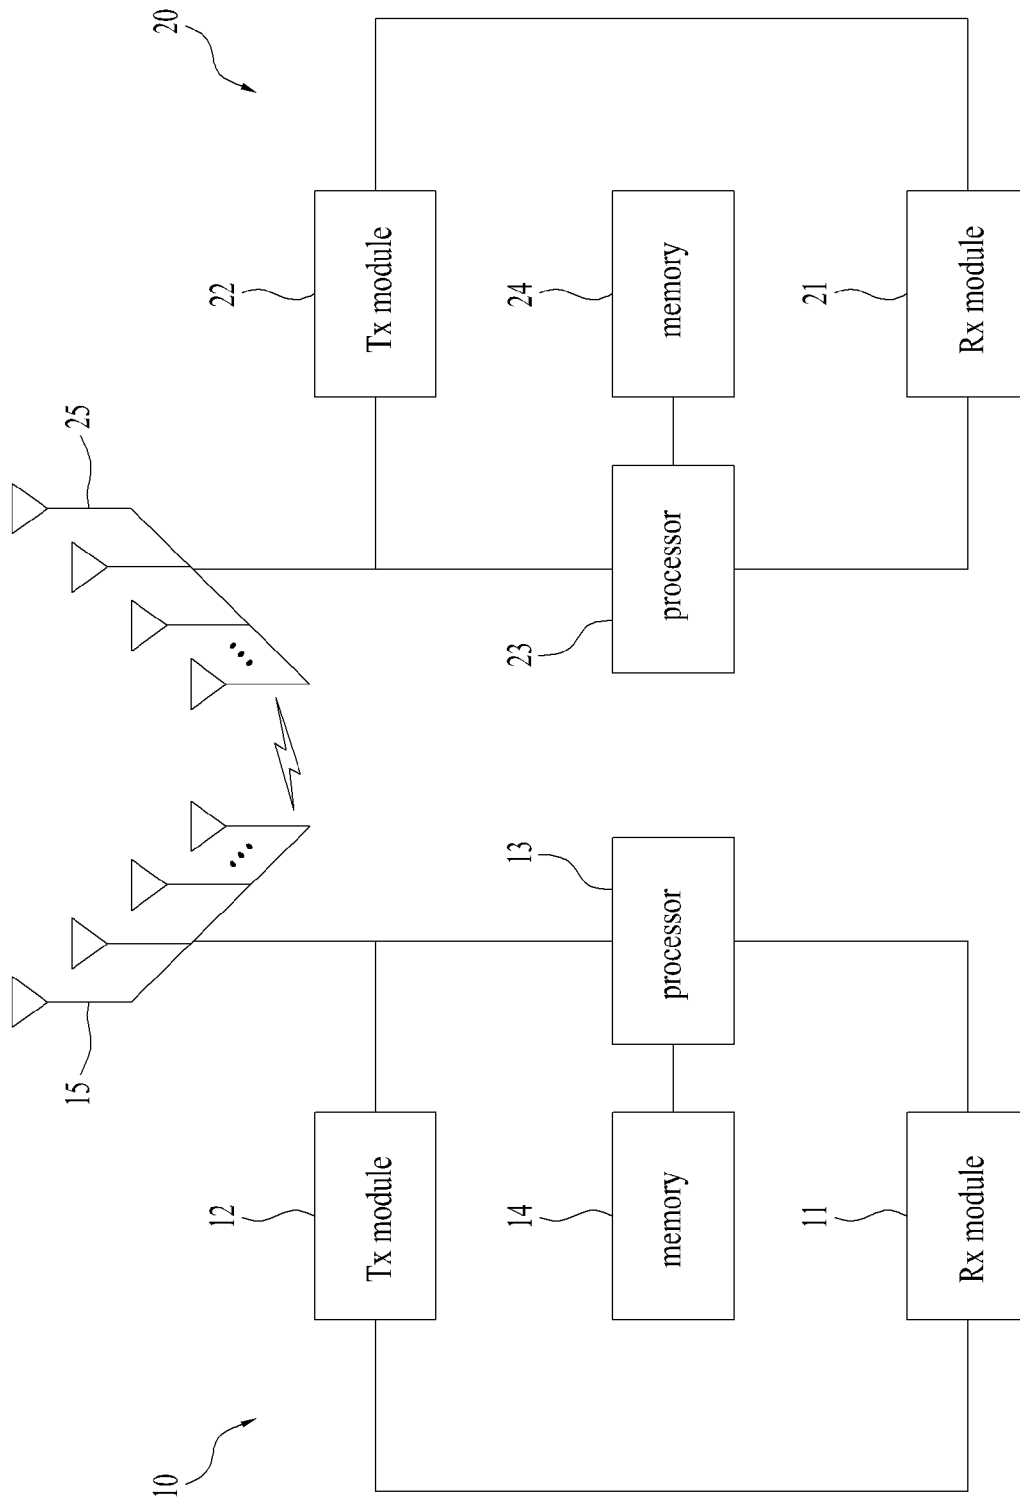 10
20
15
25
12
Tx module
22
Tx module
13
processor
23
processor
14
memory
24
memory
11
Rx module
21
Rx module